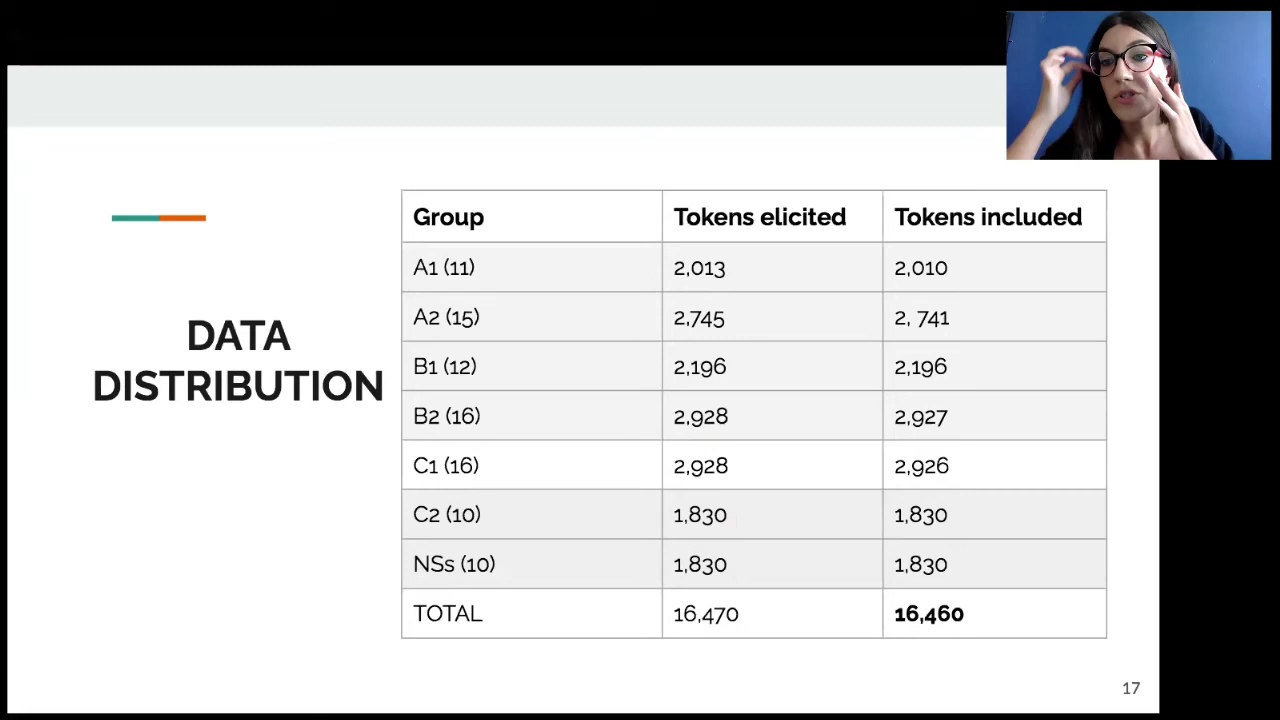 DATA
DISTRIBUTION
Group Tokens elicited Tokens included
A1 (11) 2,013 2,010
A2 (15) 2,745 2, 741
B1 (12) 2,196 2,196
B2 (16) 2,928 2,927
C1 (16) 2,928 2,926
C2 (10) 1,830 1,830
NSs (10) 1,830 1,830
TOTAL 16,470 16,460
17